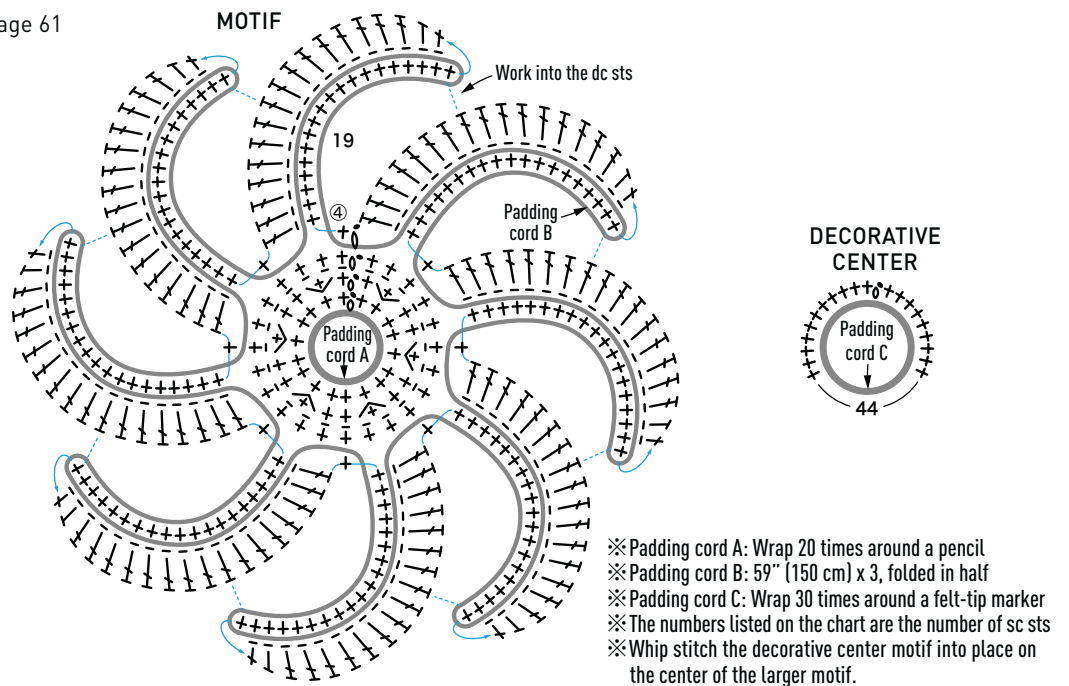 age 61
MOTIF
Work into the dc sts
19
④
Padding
cord B
Padding
cord A
DECORATIVE
CENTER
Padding
cord C
44
※Padding cord A: Wrap 20 times around a pencil
※Padding cord B: 59” (150 cm) x 3, folded in half
※Padding cord C: Wrap 30 times around a felt-tip marker
※The numbers listed on the chart are the number of sc sts
※Whip stitch the decorative center motif into place on
the center of the larger motif.